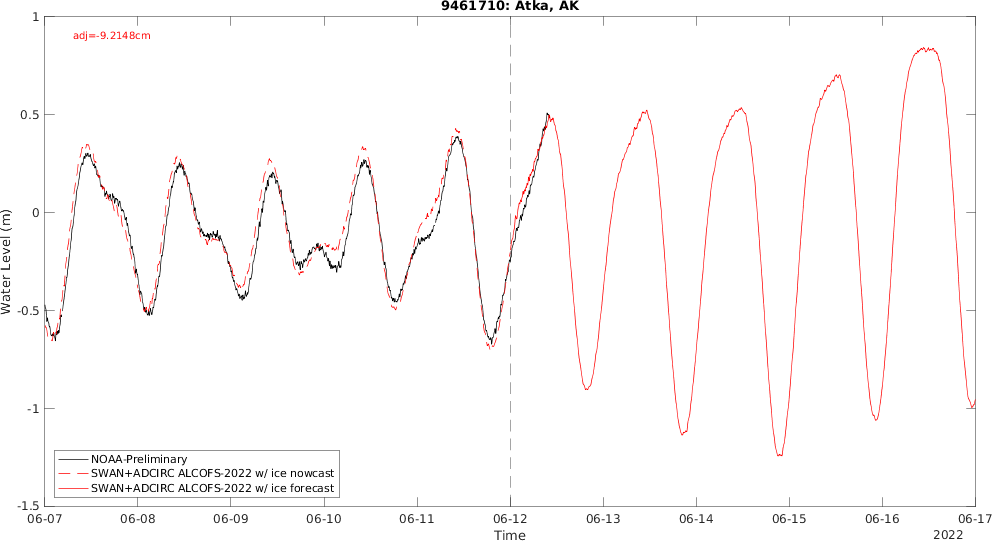 9461710: Atka, AK
adj=-9.2148cm
1
0.5
0
-0.5
-1
-1.5
Water Level (m)
NOAA-Preliminary
SWAN+ADCIRC ALCOFS-2022 w/ ice nowcast
SWAN+ADCIRC ALCOFS-2022 w/ ice forecast
06-07 06-08 06-09 06-10 06-11 06-12 06-13 06-14 06-15 06-16 06-17
Time
2022